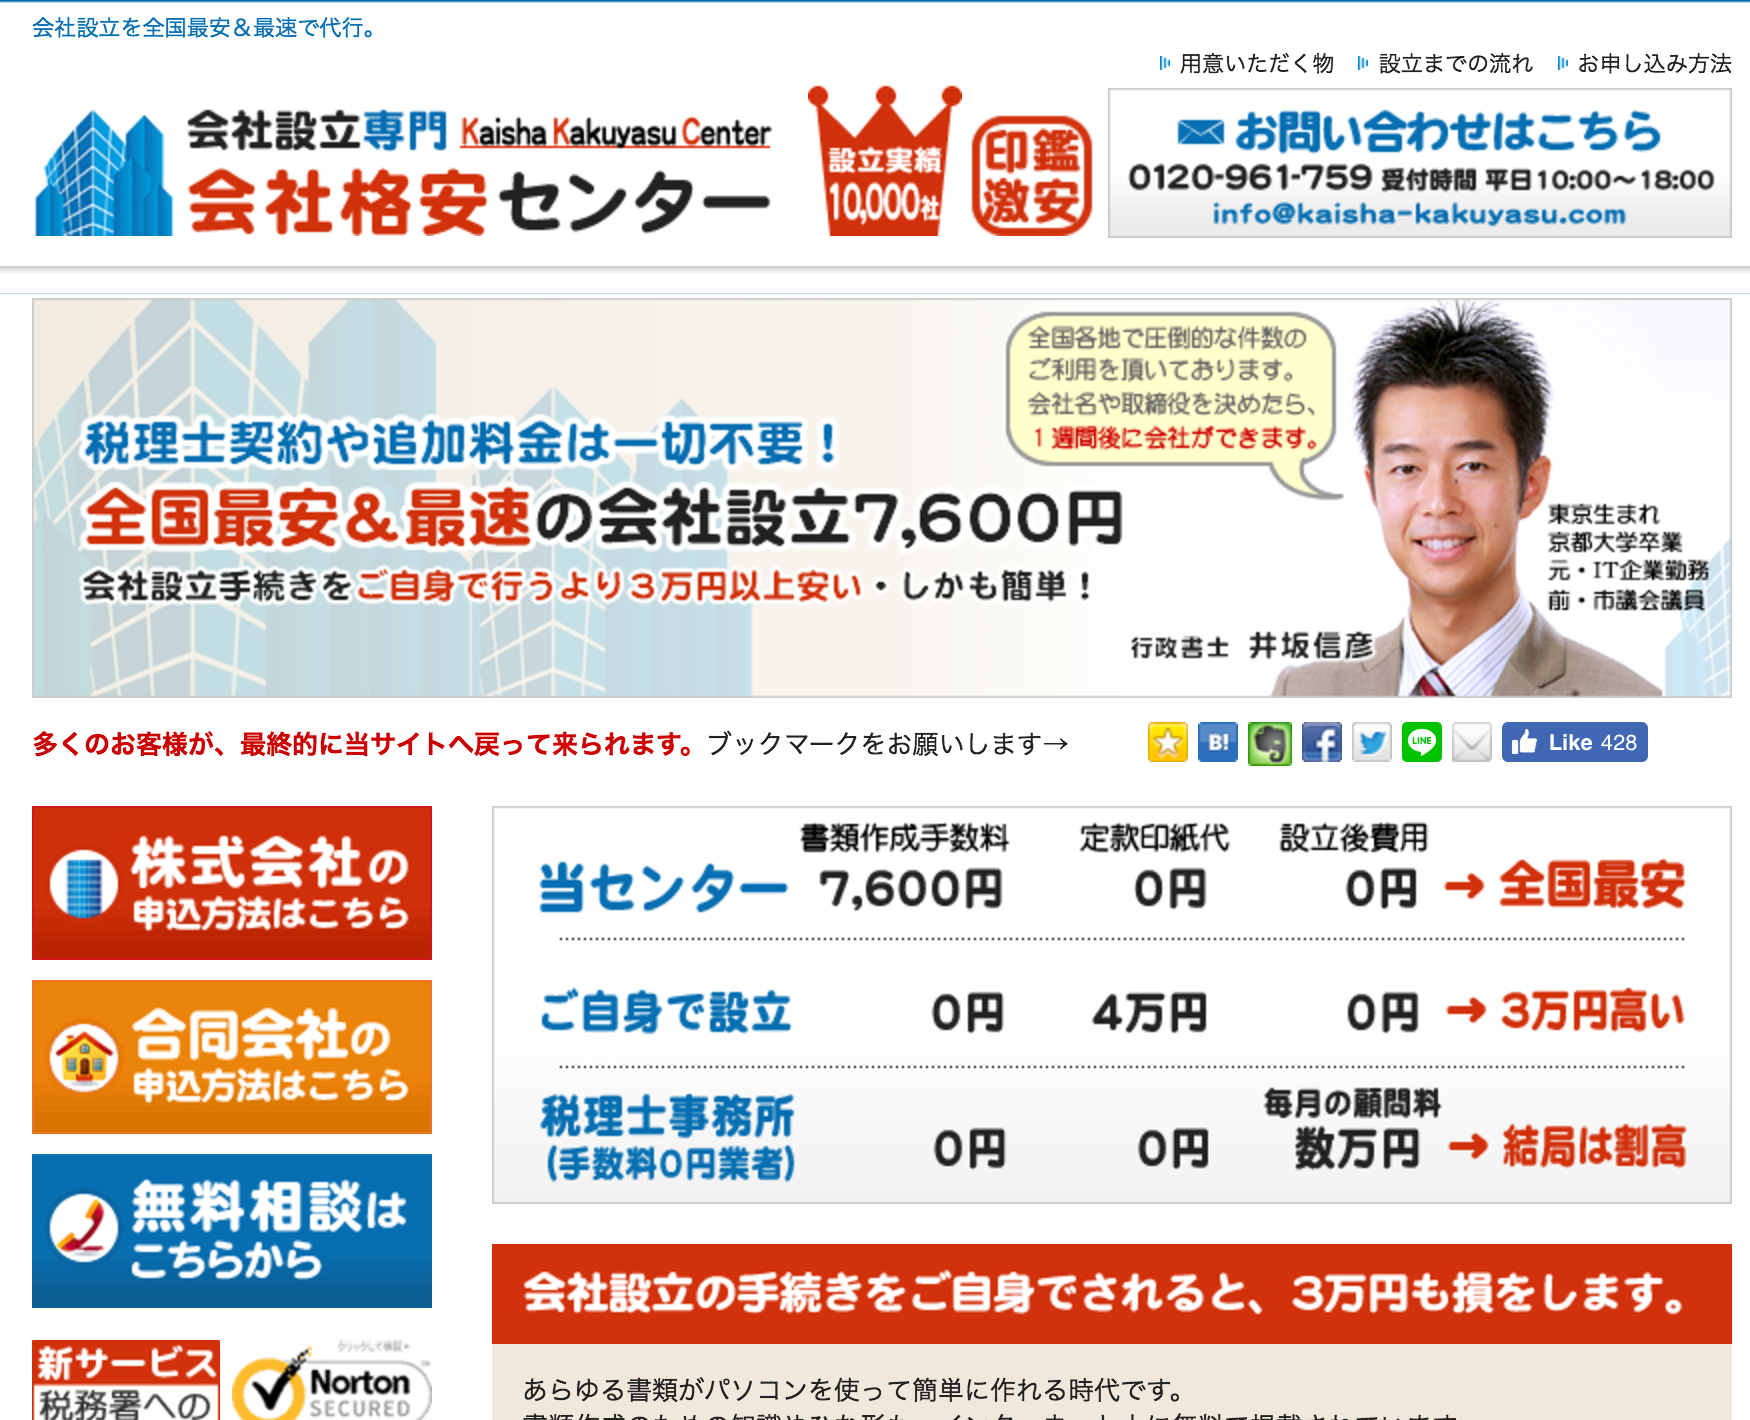 会社設立を全国最安＆最速で代行。
用意いただく物 設立までの流れ お申し込み方法
会社設立専門 Kaisha Kakuyasu Center
会社格安センター
設立実績
10,000社
印鑑
激安
お問い合わせはこちら
0120-961-759 受付時間 平日10:00～18:00
info@kaisha-kakuyasu.com
全国各地で圧倒的な件数の
ご利用を頂いております。
会社名や取締役を決めたら、
1週間後に会社ができます。
税理士契約や追加料金は一切不要！
全国最安＆最速の会社設立7,600円
会社設立手続きをご自身で行うより3万円以上安い・しかも簡単！
東京生まれ
京都大学卒業
元・IT企業勤務
前・市議会議員
行政書士 井坂信彦
多くのお客様が、最終的に当サイトへ戻って来られます。ブックマークをお願いします→
B! LINE Like 428
株式会社の
申込方法はこちら
合同会社の
申込方法はこちら
無料相談は
こちらから
新サービス
税務署への
クリックして検証
Norton
SECURED
書類作成手数料 定款印紙代 設立後費用
当センター 7,600円 0円 0円 → 全国最安
ご自身で設立 0円 4万円 0円 → 3万円高い
毎月の顧問料
税理士事務所 0円 0円 数万円 → 結局は割高
(手数料0円業者)
会社設立の手続きをご自身でされると、3万円も損をします。
あらゆる書類がパソコンを使って簡単に作れる時代です。